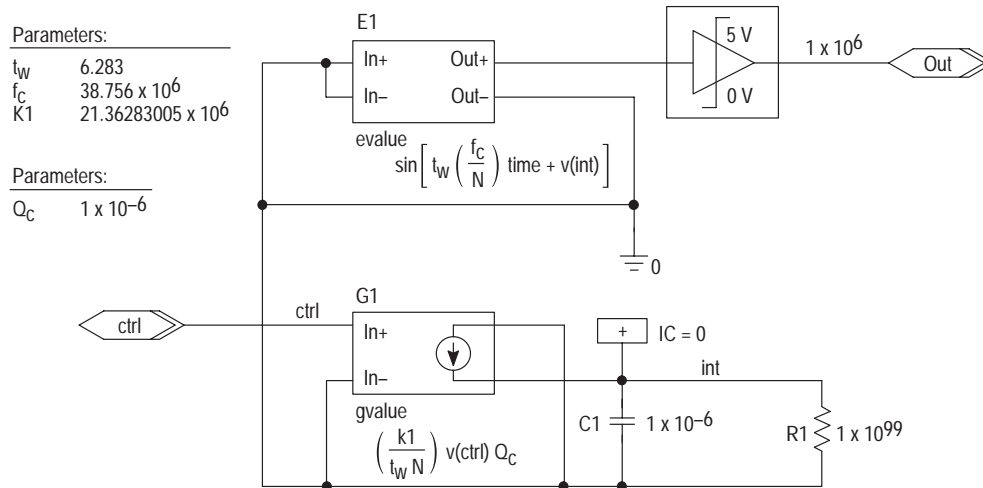 Parameters:
tW 6.283
fC 38.756 x 10^6
K1 21.36283005 x 10^6
Parameters:
QC 1 x 10^–6
E1
In+
In–
Out+
Out–
evalue
sin[ tW ( fC/N ) time + v(int) ]
5 V
0 V
1 x 10^6
Out
0
ctrl
ctrl
G1
In+
In–
gvalue
( k1/tW N ) v(ctrl) QC
+
IC = 0
int
C1
1 x 10^–6
R1
1 x 10^99